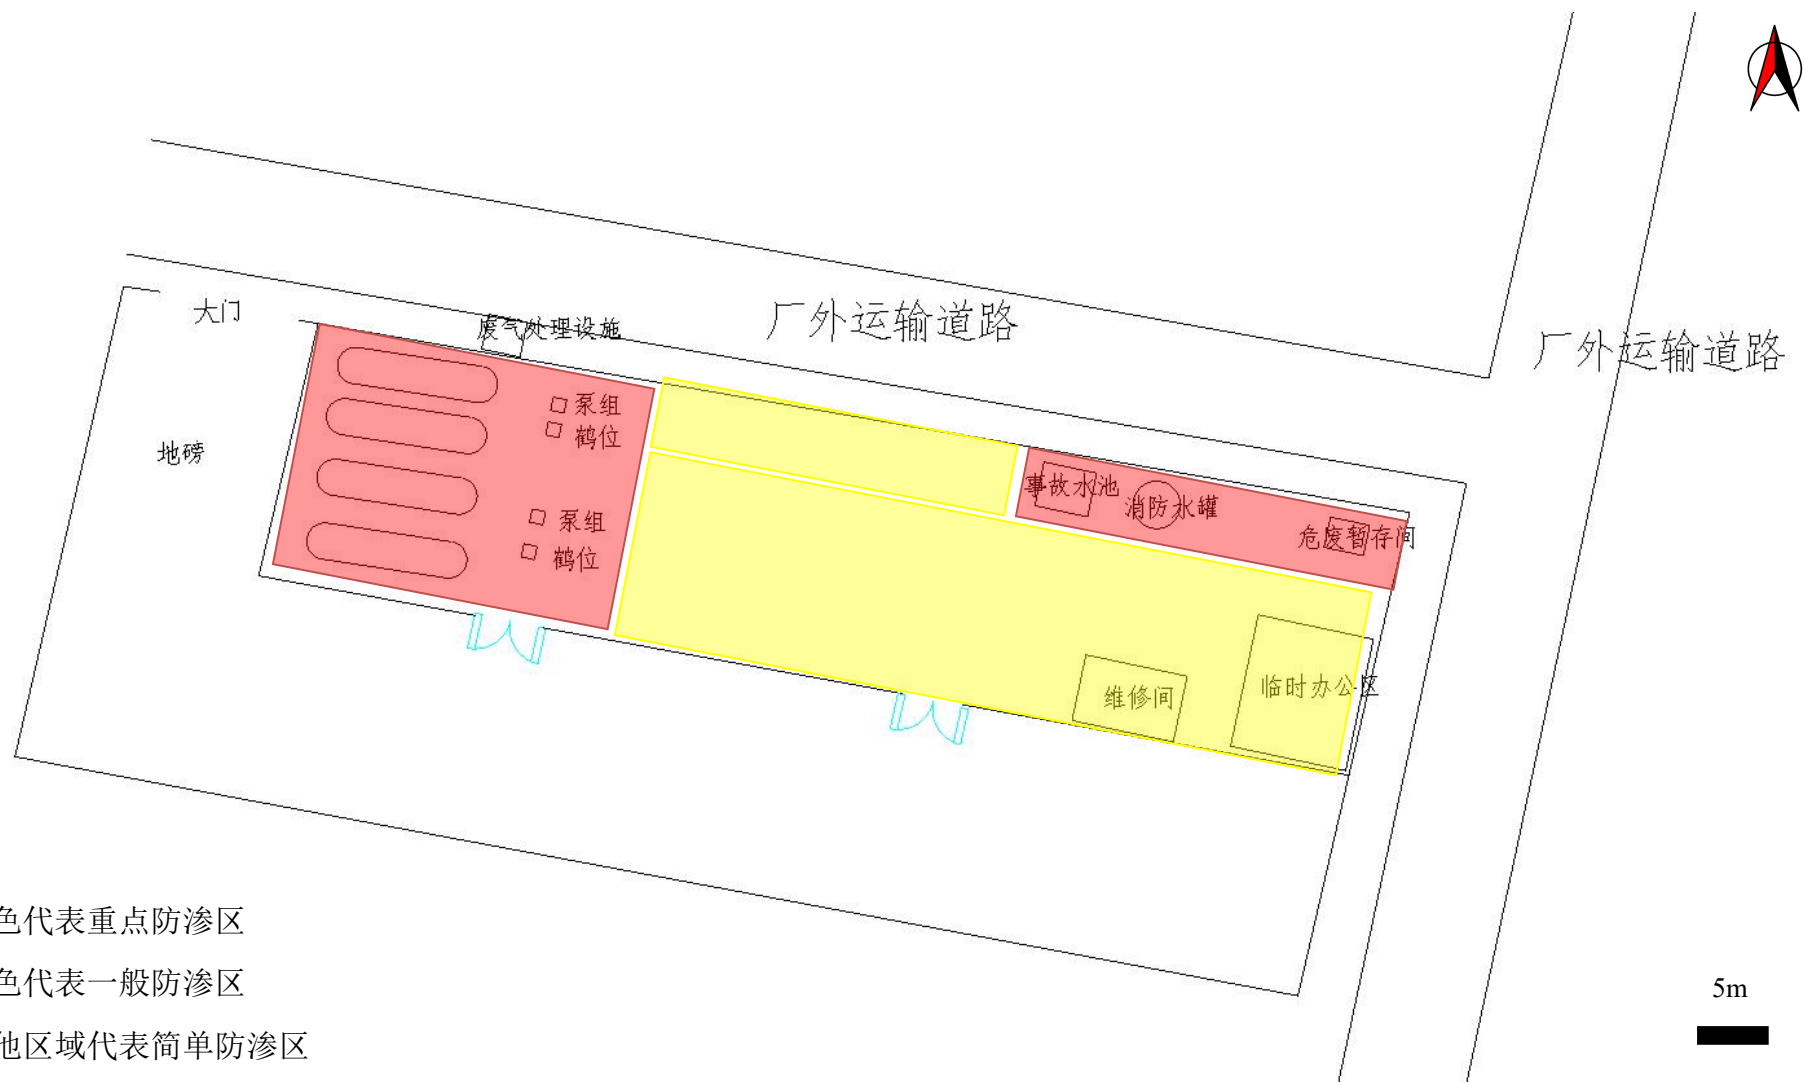 大门
废气处理设施
厂外运输道路
厂外运输道路
泵组
鹤位
地磅
事故水池
消防水罐
危废暂存间
泵组
鹤位
维修间
临时办公区
色代表重点防渗区
色代表一般防渗区
他区域代表简单防渗区
5m